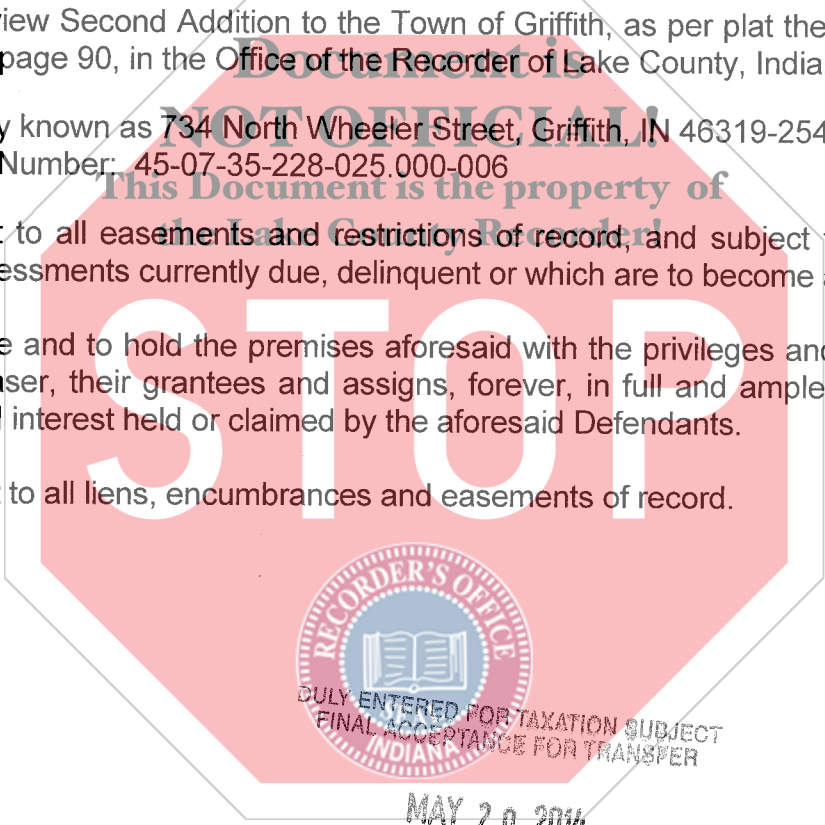 iew Second Addition to the Town of Griffith, as per plat the
page 90, in the Office of the Recorder of Lake County, India
Document is
NOT OFFICIAL!
y known as 734 North Wheeler Street, Griffith, IN 46319-254
Number: 45-07-35-228-025.000-006
This Document is the property of
the Lake County Recorder!
to all easements and restrictions of record, and subject
essments currently due, delinquent or which are to become
e and to hold the premises aforesaid with the privileges and
ser, their grantees and assigns, forever, in full and ample
interest held or claimed by the aforesaid Defendants.
to all liens, encumbrances and easements of record.
STOP
RECORDER'S OFFICE
SEAL
INDIANA
DULY ENTERED FOR TAXATION SUBJECT
FINAL ACCEPTANCE FOR TRANSFER
MAY 20 2014